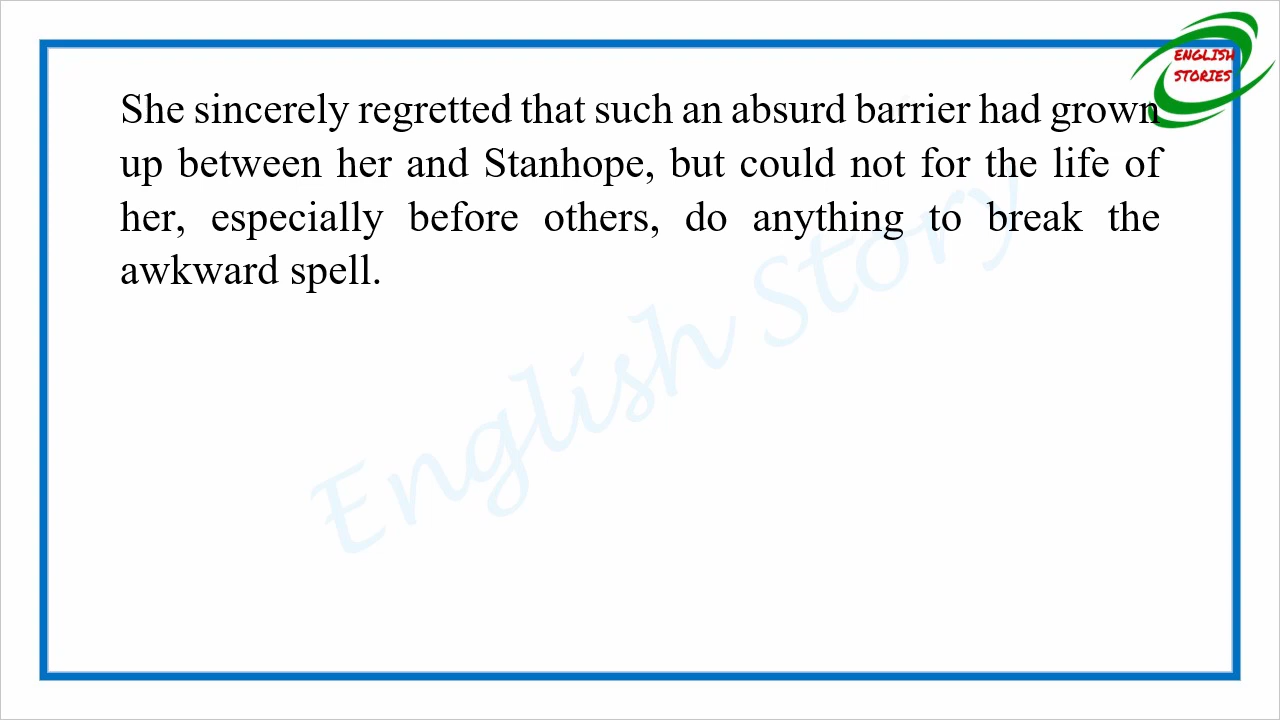 ENGLISH
STORIES
She sincerely regretted that such an absurd barrier had grown
up between her and Stanhope, but could not for the life of
her, especially before others, do anything to break the
awkward spell.
English Story